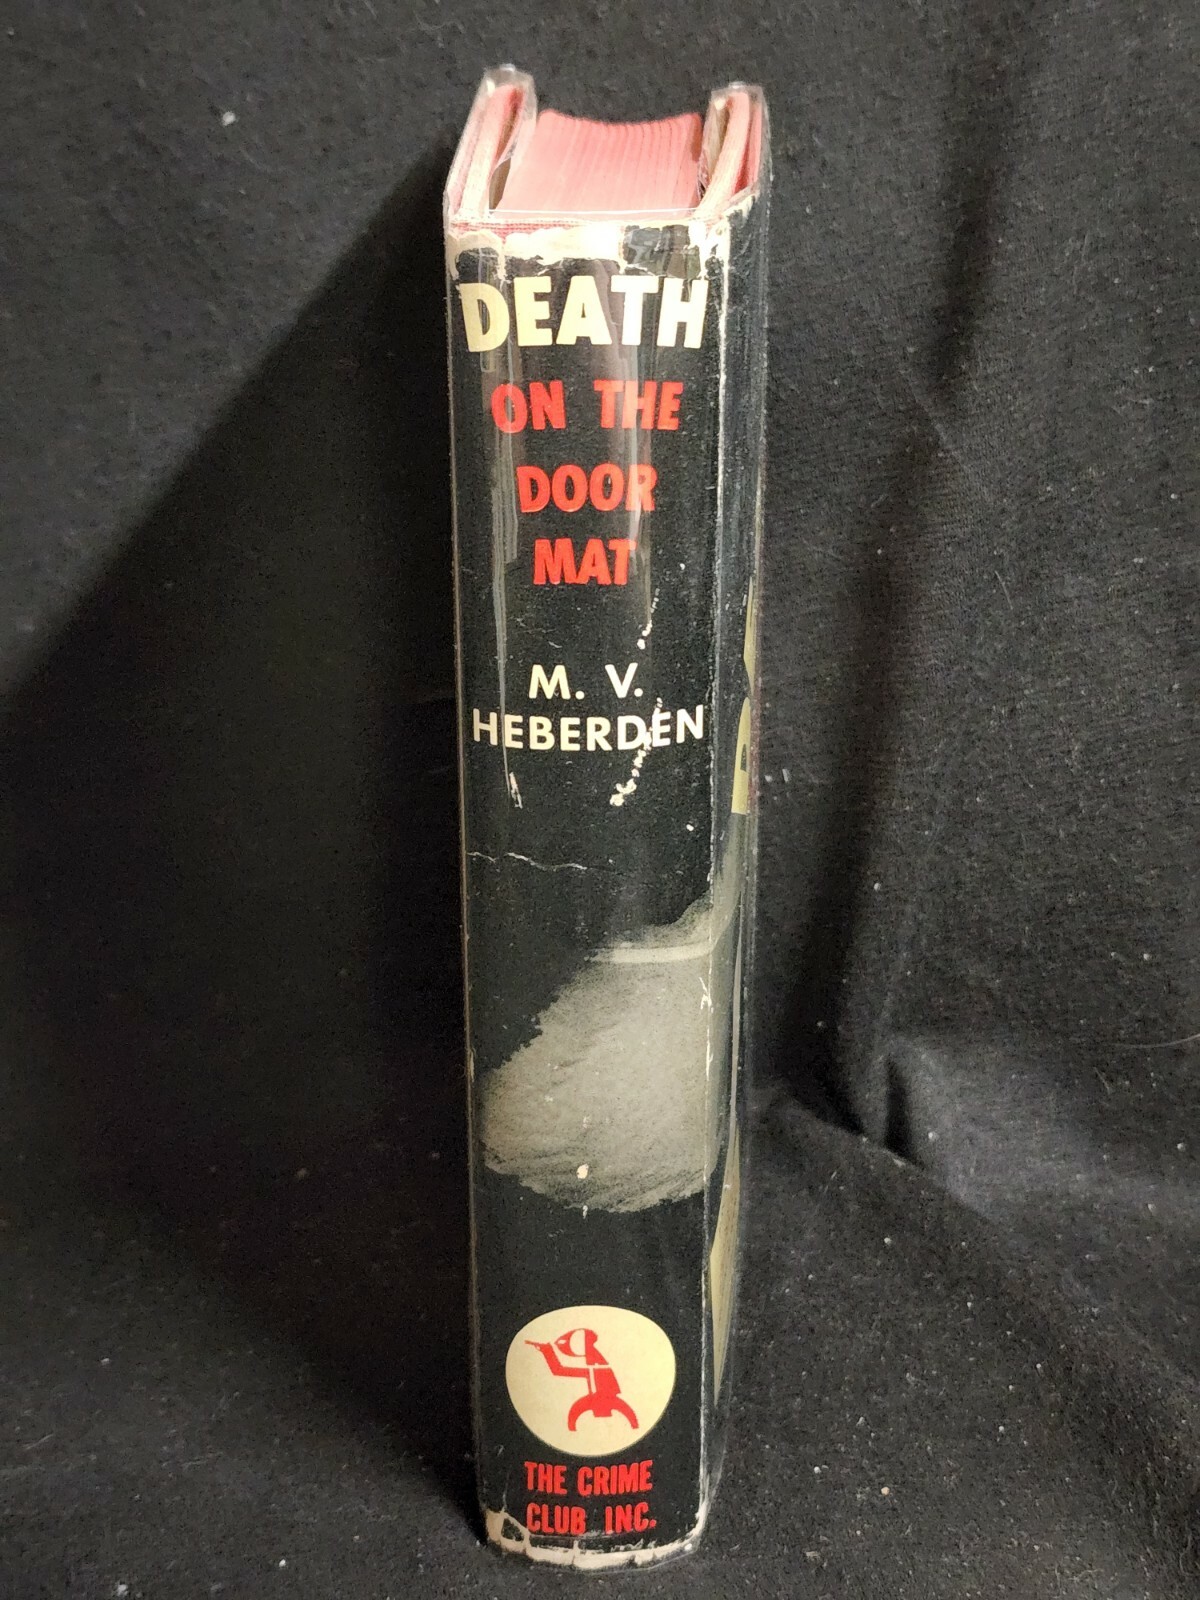 DEATH
ON THE
DOOR
MAT
M. V.
HEBERDEN
THE CRIME
CLUB INC.